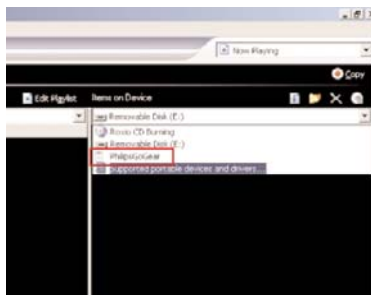 Now Playing
Copy
Edit Playlist
Items on Device
Removable Disk (E:)
Roxio CD Burning
Removable Disk (E:)
PhilipsGoGear
Supported portable devices and drivers...